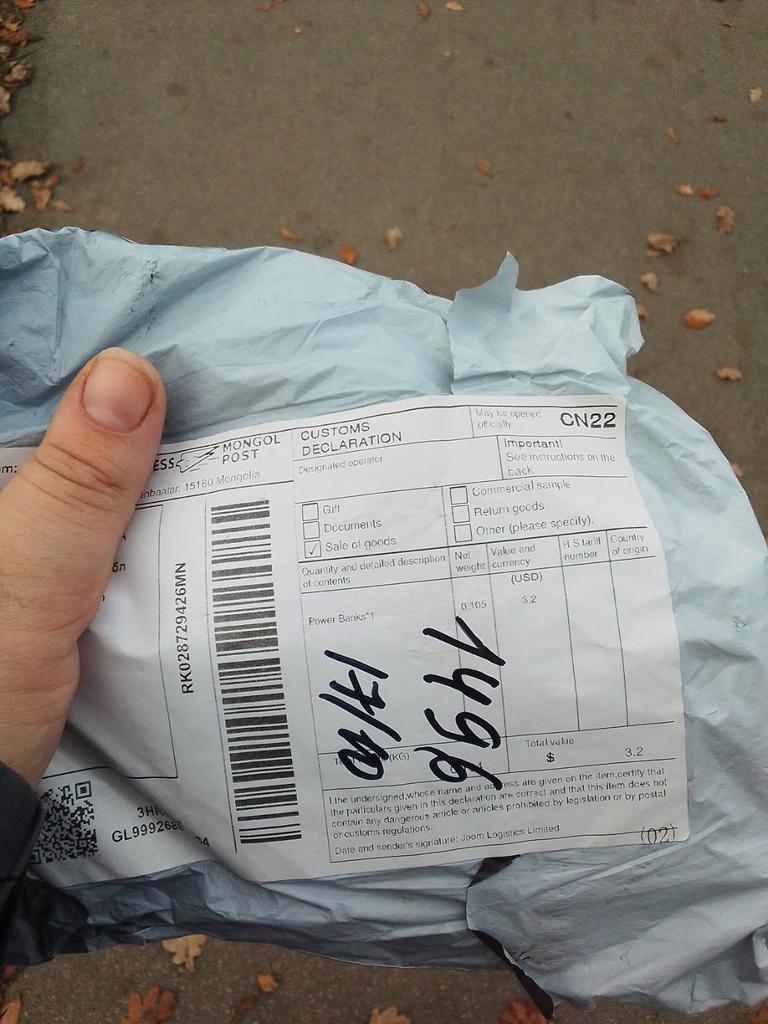 ESS MONGOL POST
15160 Mongolia
RK028729426MN
CUSTOMS DECLARATION
May be opened officially
CN22
Designated operator
Important!
See instructions on the back
Gift
Documents
✓ Sale of goods
Commercial sample
Return goods
Other (please specify):
Quantity and detailed description of contents
Net weight
Value and currency
(USD)
H S tariff number
Country of origin
Power Banks*1
0.105
3.2
17/10
1496
(KG)
Total value
$ 3.2
I,the undersigned,whose name and address are given on the item,certify that
the particulars given in this declaration are correct and that this item does not
contain any dangerous article or articles prohibited by legislation or by postal
or customs regulations.
Date and sender's signature: Joom Logistics Limited
(02)